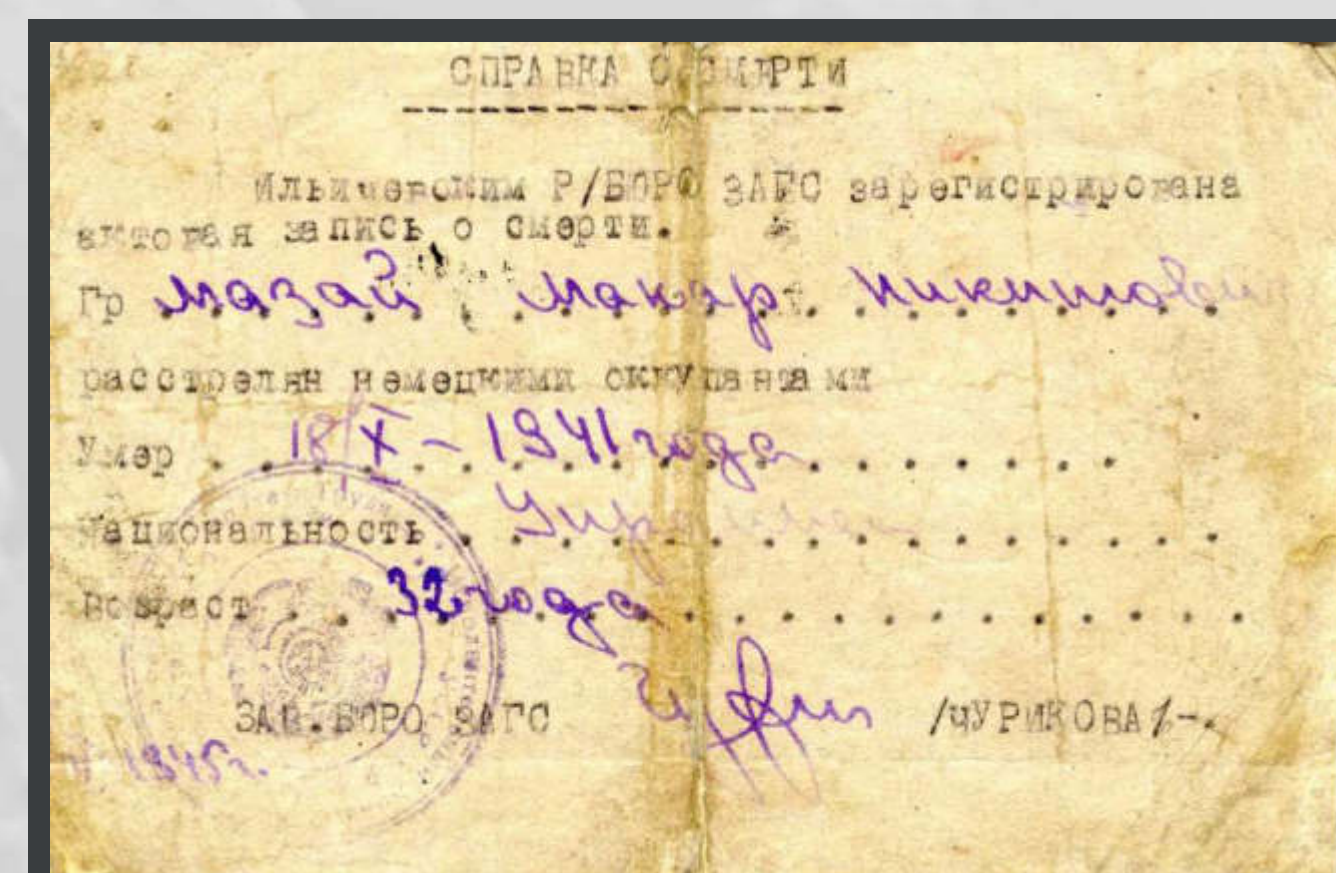 СПРАВКА О СМЕРТИ
Ильичевским Р/БЮРО ЗАГС зарегистрирована
актовая запись о смерти.
Гр Мазай Макар Никитович
расстрелян немецкими оккупантами
Умер 18/X - 1941 года
Национальность Украинец
Возраст 32 года
ЗАВ.БЮРО ЗАГС /ЧУРИКОВА/-
1945г.